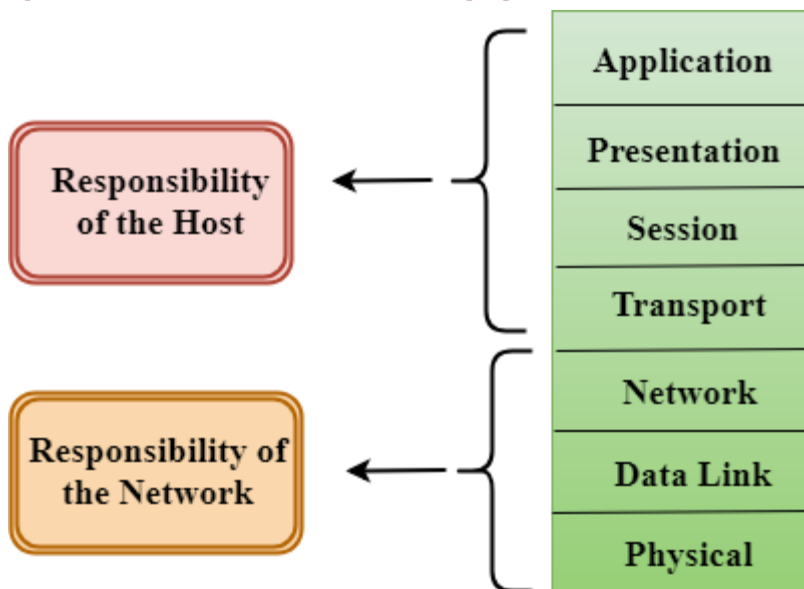 Application
Presentation
Session
Transport
Network
Data Link
Physical
Responsibility
of the Host
Responsibility of
the Network